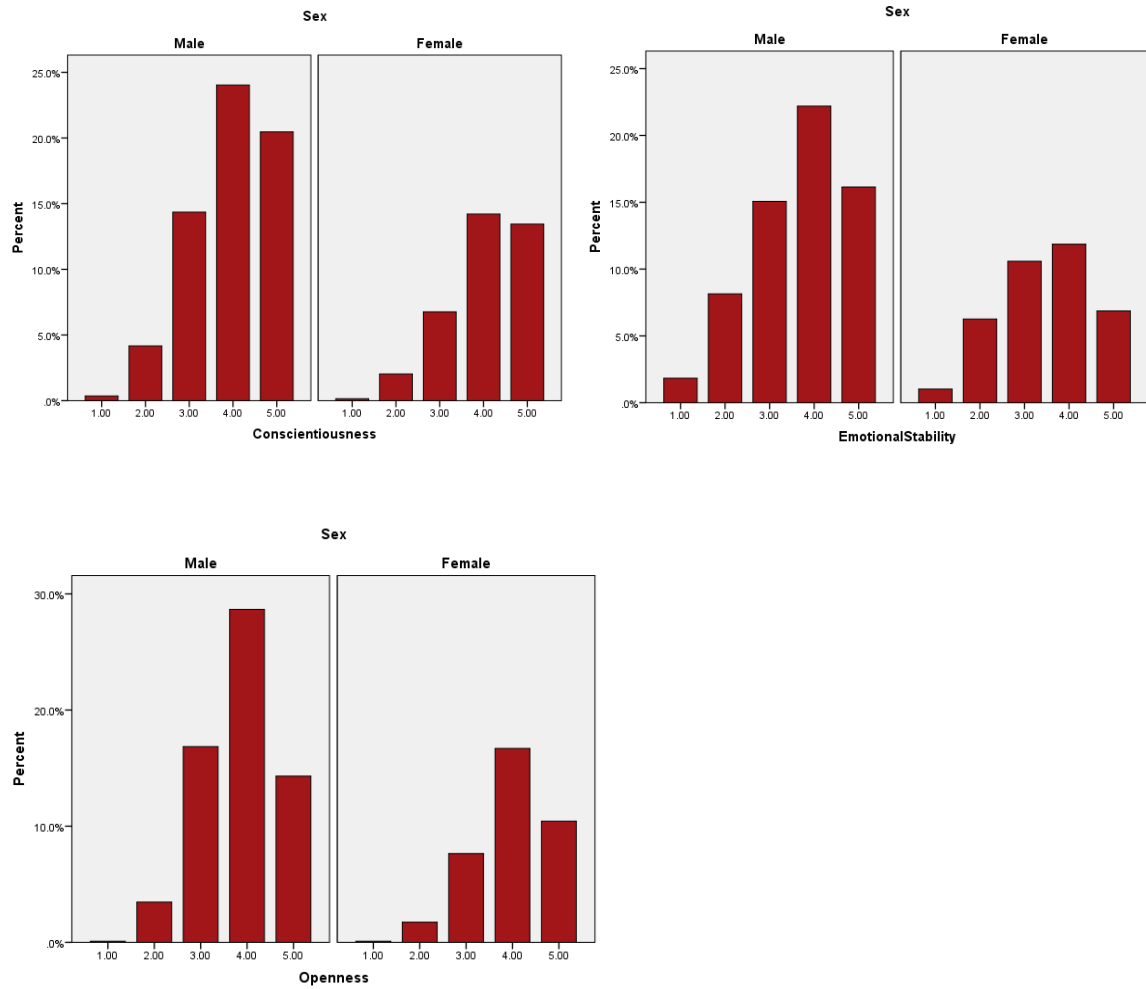 Sex
Male Female
25.0%
20.0%
15.0%
10.0%
5.0%
.0%
Percent
1.00 2.00 3.00 4.00 5.00 1.00 2.00 3.00 4.00 5.00
Conscientiousness
Sex
Male Female
25.0%
20.0%
15.0%
10.0%
5.0%
.0%
Percent
1.00 2.00 3.00 4.00 5.00 1.00 2.00 3.00 4.00 5.00
EmotionalStability
Sex
Male Female
30.0%
20.0%
10.0%
.0%
Percent
1.00 2.00 3.00 4.00 5.00 1.00 2.00 3.00 4.00 5.00
Openness